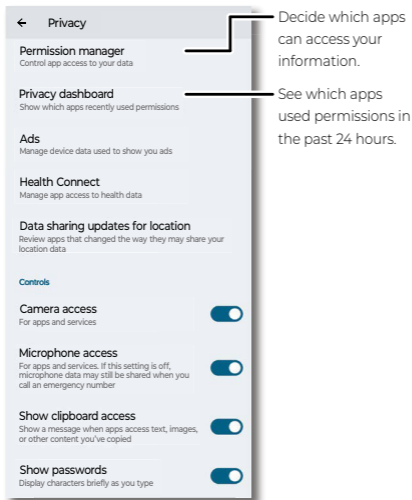 ← Privacy
Permission manager
Control app access to your data
Privacy dashboard
Show which apps recently used permissions
Ads
Manage device data used to show you ads
Health Connect
Manage app access to health data
Data sharing updates for location
Review apps that changed the way they may share your
location data
Controls
Camera access
For apps and services
Microphone access
For apps and services. If this setting is off,
microphone data may still be shared when you
call an emergency number
Show clipboard access
Show a message when apps access text, images,
or other content you’ve copied
Show passwords
Display characters briefly as you type
Decide which apps
can access your
information.
See which apps
used permissions in
the past 24 hours.